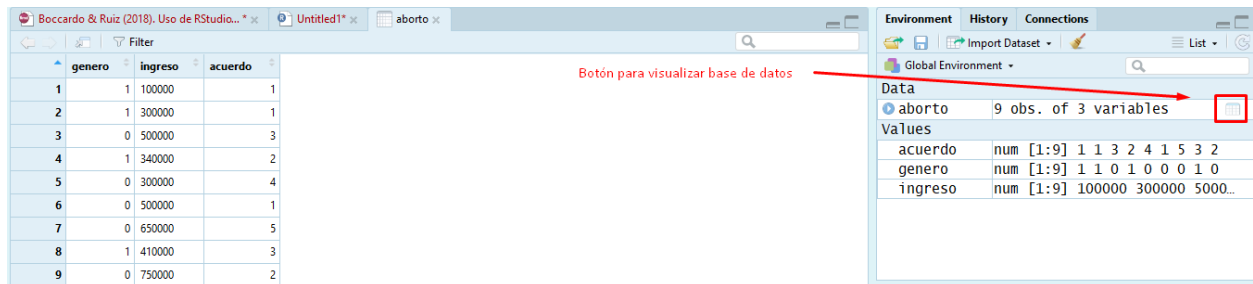 Boccardo & Ruiz (2018). Uso de RStudio... * Untitled1* aborto
Filter
genero ingreso acuerdo
1 1 100000 1
2 1 300000 1
3 0 500000 3
4 1 340000 2
5 0 300000 4
6 0 500000 1
7 0 650000 5
8 1 410000 3
9 0 750000 2
Botón para visualizar base de datos
Environment History Connections
Import Dataset List
Global Environment
Data
aborto 9 obs. of 3 variables
Values
acuerdo num [1:9] 1 1 3 2 4 1 5 3 2
genero num [1:9] 1 1 0 1 0 0 0 1 0
ingreso num [1:9] 100000 300000 5000…